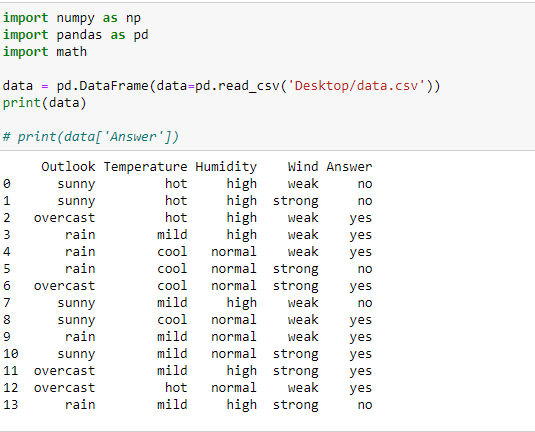 import numpy as np
import pandas as pd
import math
data = pd.DataFrame(data=pd.read_csv('Desktop/data.csv'))
print(data)
# print(data['Answer'])
Outlook Temperature Humidity Wind Answer
0 sunny hot high weak no
1 sunny hot high strong no
2 overcast hot high weak yes
3 rain mild high weak yes
4 rain cool normal weak yes
5 rain cool normal strong no
6 overcast cool normal strong yes
7 sunny mild high weak no
8 sunny cool normal weak yes
9 rain mild normal weak yes
10 sunny mild normal strong yes
11 overcast mild high strong yes
12 overcast hot normal weak yes
13 rain mild high strong no